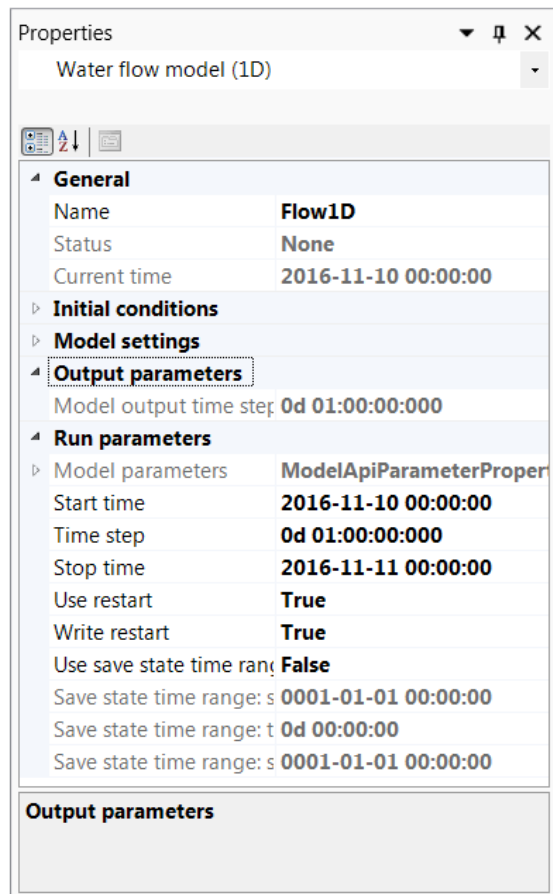 Properties
Water flow model (1D)
General
Name Flow1D
Status None
Current time 2016-11-10 00:00:00
Initial conditions
Model settings
Output parameters
Model output time step 0d 01:00:00:000
Run parameters
Model parameters ModelApiParameterPropert
Start time 2016-11-10 00:00:00
Time step 0d 01:00:00:000
Stop time 2016-11-11 00:00:00
Use restart True
Write restart True
Use save state time rang False
Save state time range: s 0001-01-01 00:00:00
Save state time range: t 0d 00:00:00
Save state time range: s 0001-01-01 00:00:00
Output parameters